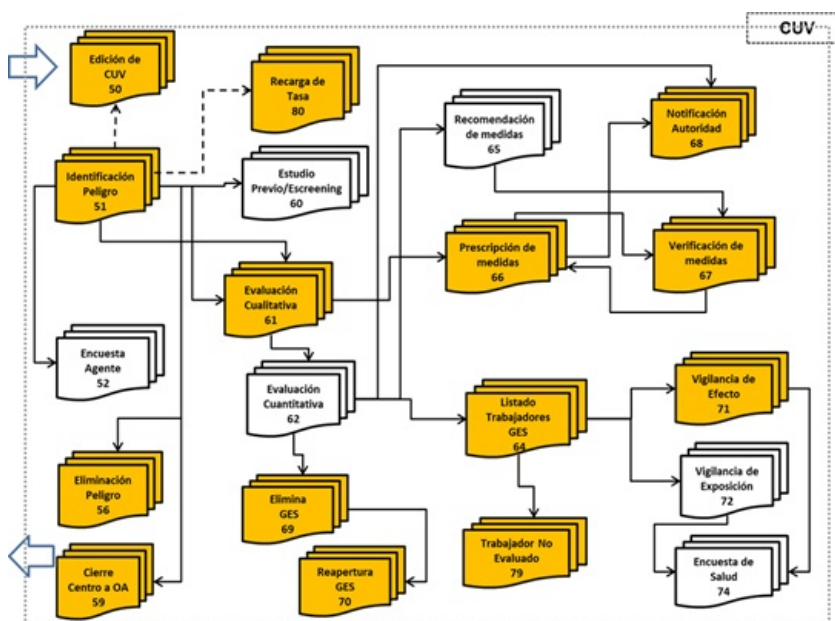 CUV
Edición de
CUV
50
Recarga de
Tasa
80
Recomendación
de medidas
65
Notificación
Autoridad
68
Identificación
Peligro
51
Estudio
Previo/Escreening
60
Prescripción de
medidas
66
Verificación de
medidas
67
Evaluación
Cualitativa
61
Encuesta
Agente
52
Evaluación
Cuantitativa
62
Listado
Trabajadores
GES
64
Vigilancia de
Efecto
71
Eliminación
Peligro
56
Elimina
GES
69
Vigilancia de
Exposición
72
Cierre
Centro a OA
59
Reapertura
GES
70
Trabajador No
Evaluado
79
Encuesta de
Salud
74